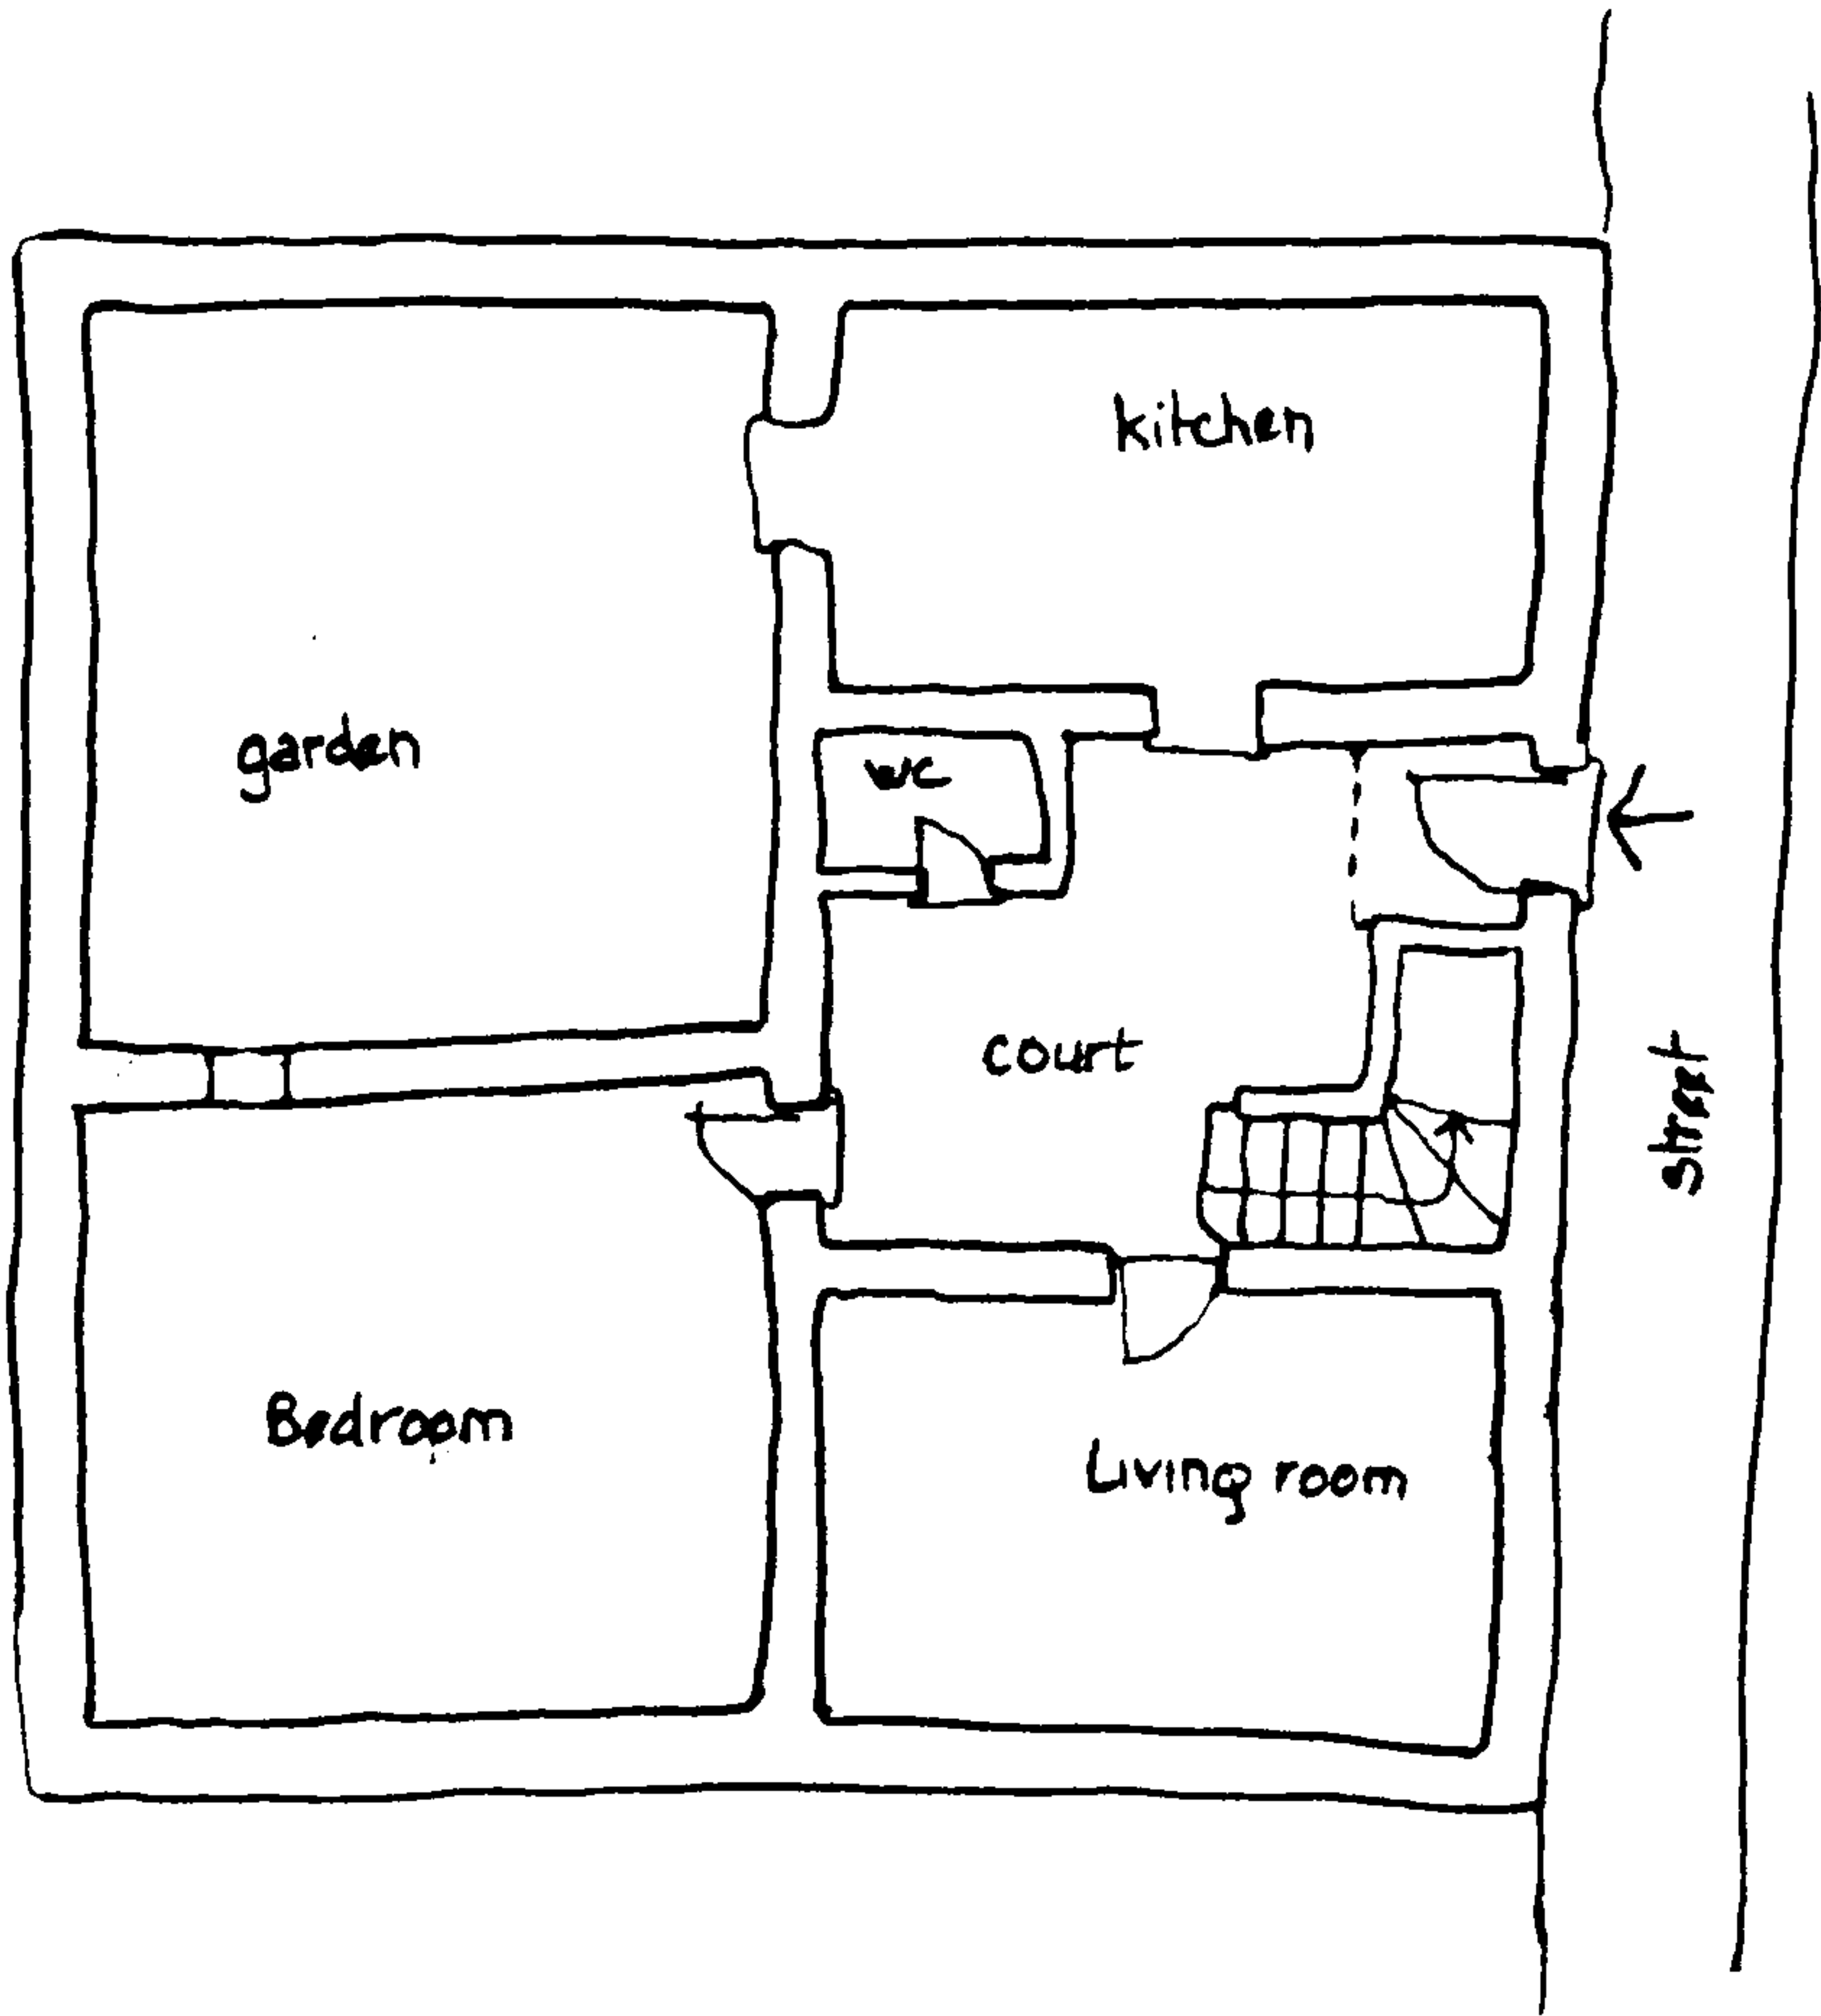 kitchen
garden
wc
court
street
Bedroom
Living room